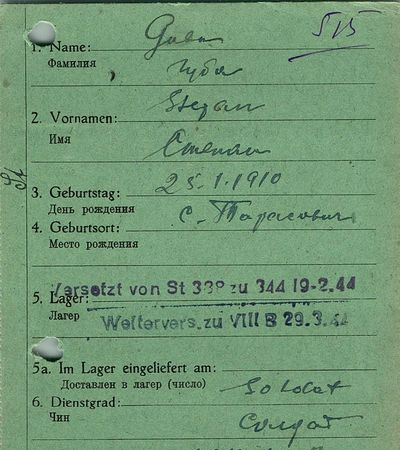 515
1. Name: Guba
Фамилия Губа
2. Vornamen: Stepan
Имя Степан
3. Geburtstag: 25.1.1910
День рождения с. Тарасович
4. Geburtsort:
Место рождения
Versetzt von St 338 zu 344 19-2.44
5. Lager:
Лагер Weitervers. zu VIII B 29.3.44
5a. Im Lager eingeliefert am:
Доставлен в лагер (число)
6. Dienstgrad: Soldat
Чин Солдат